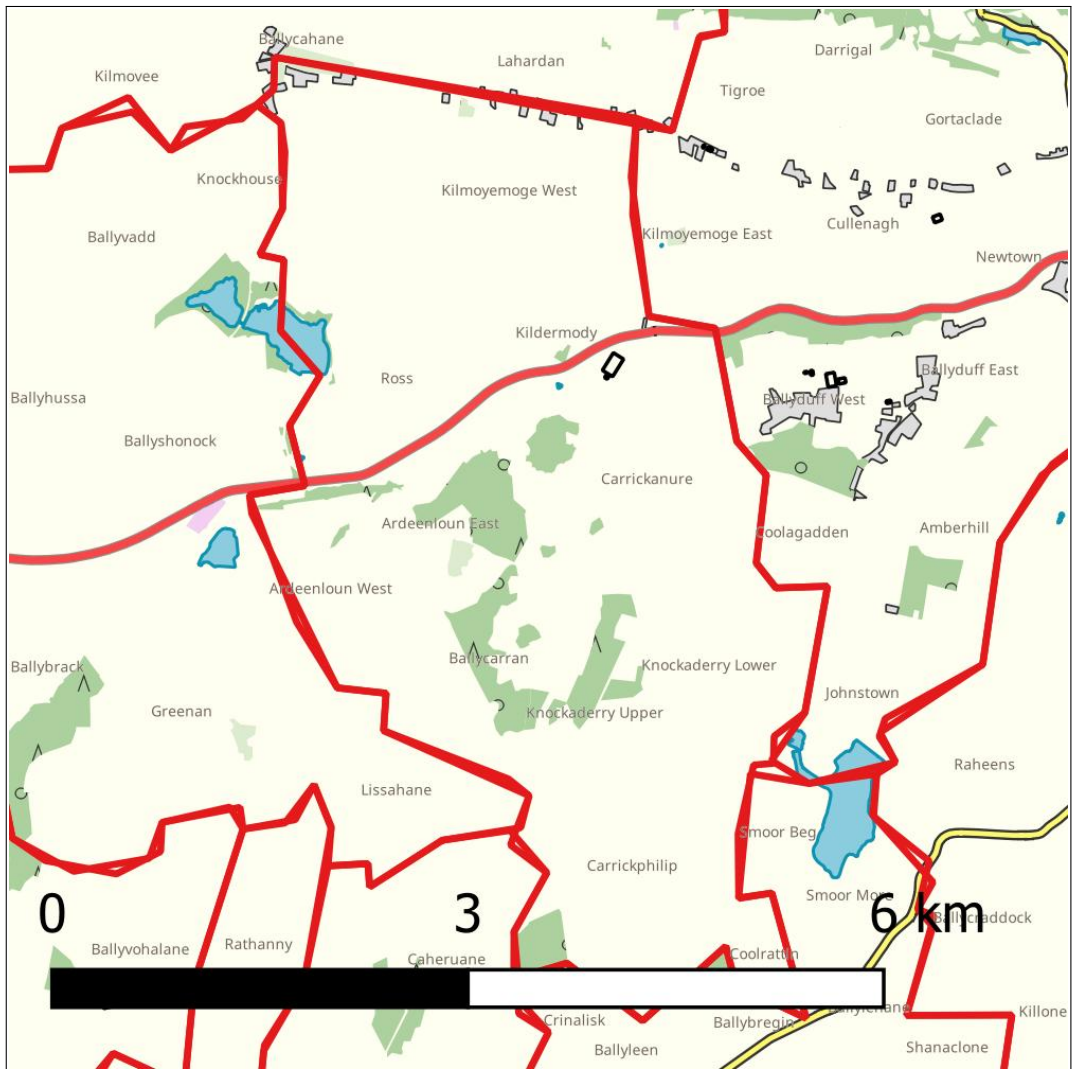 Ballycahane
Darrigal
Lahardan
Kilmovee
Tigroe
Gortaclade
Knockhouse
Kilmoyemoge West
Cullenagh
Kilmoyemoge East
Ballyvadd
Newtown
Kildermody
Ballyduff East
Ross
Ballyhussa
Ballyduff West
Ballyshonock
Carrickanure
Ardeenloun East
Amberhill
Coolagadden
Ardeenloun West
Ballycarran
Knockaderry Lower
Ballybrack
Johnstown
Greenan
Knockaderry Upper
Raheens
Lissahane
Smoor Beg
Carrickphilip
Smoor More
0 3 6 km
Ballycraddock
Rathanny
Ballyvohalane
Coolrattin
Caheruane
Ballylenane
Killone
Crinalisk
Ballybregin
Shanaclone
Ballyleen